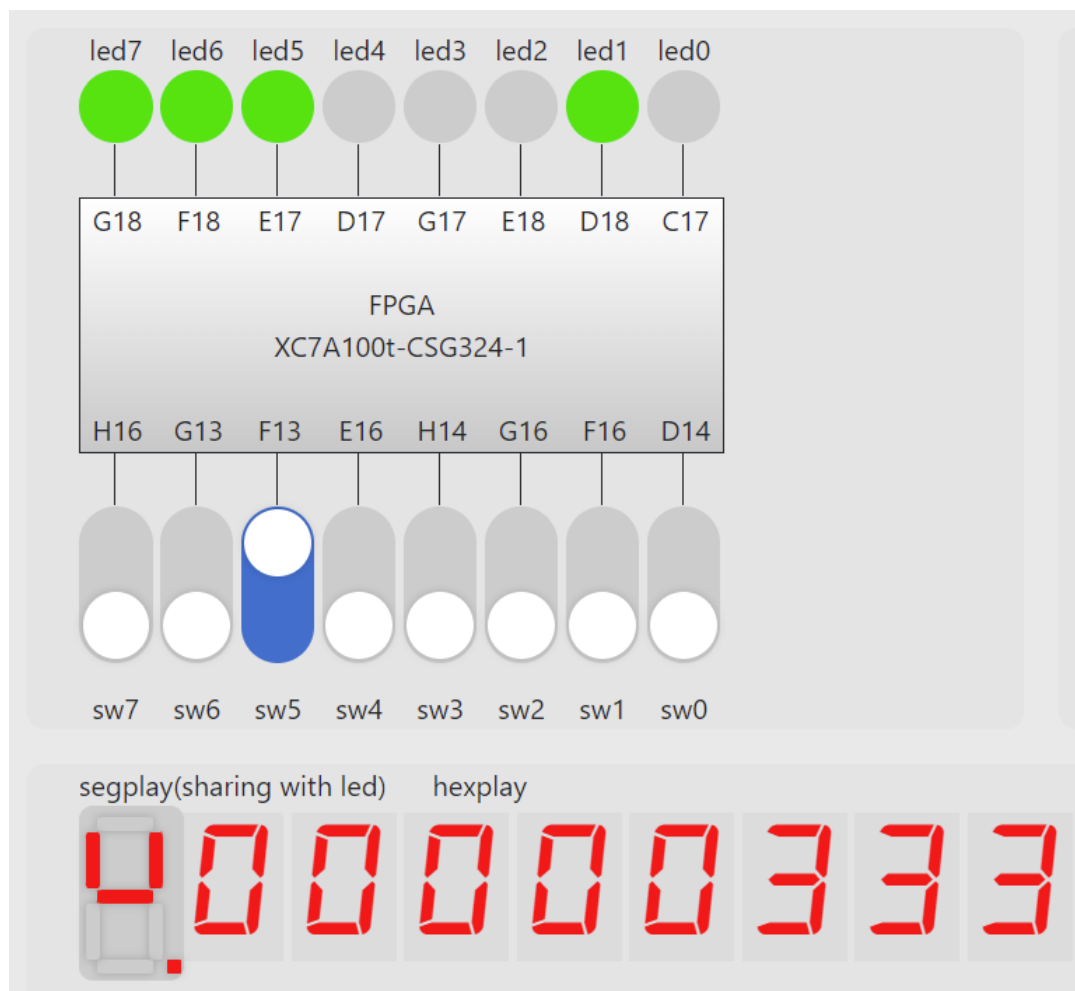 led7 led6 led5 led4 led3 led2 led1 led0
G18 F18 E17 D17 G17 E18 D18 C17
FPGA
XC7A100t-CSG324-1
H16 G13 F13 E16 H14 G16 F16 D14
sw7 sw6 sw5 sw4 sw3 sw2 sw1 sw0
segplay(sharing with led) hexplay
00000333